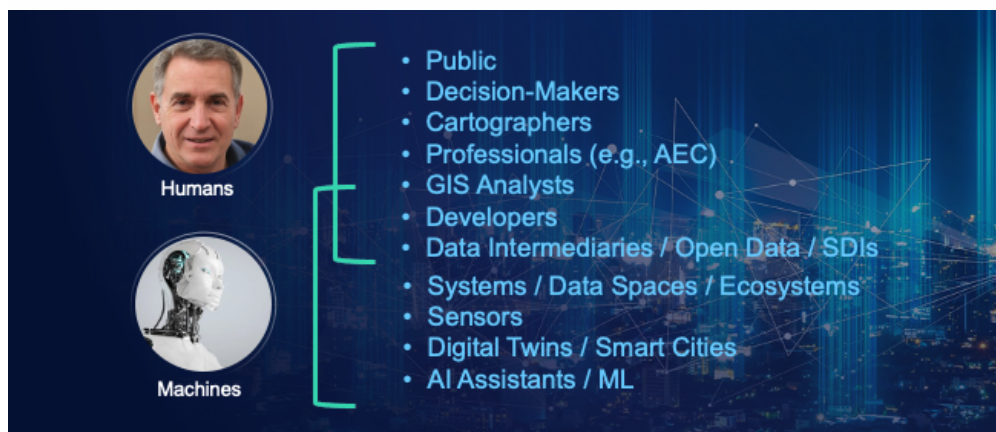 Humans
Machines
• Public
• Decision-Makers
• Cartographers
• Professionals (e.g., AEC)
• GIS Analysts
• Developers
• Data Intermediaries / Open Data / SDIs
• Systems / Data Spaces / Ecosystems
• Sensors
• Digital Twins / Smart Cities
• AI Assistants / ML